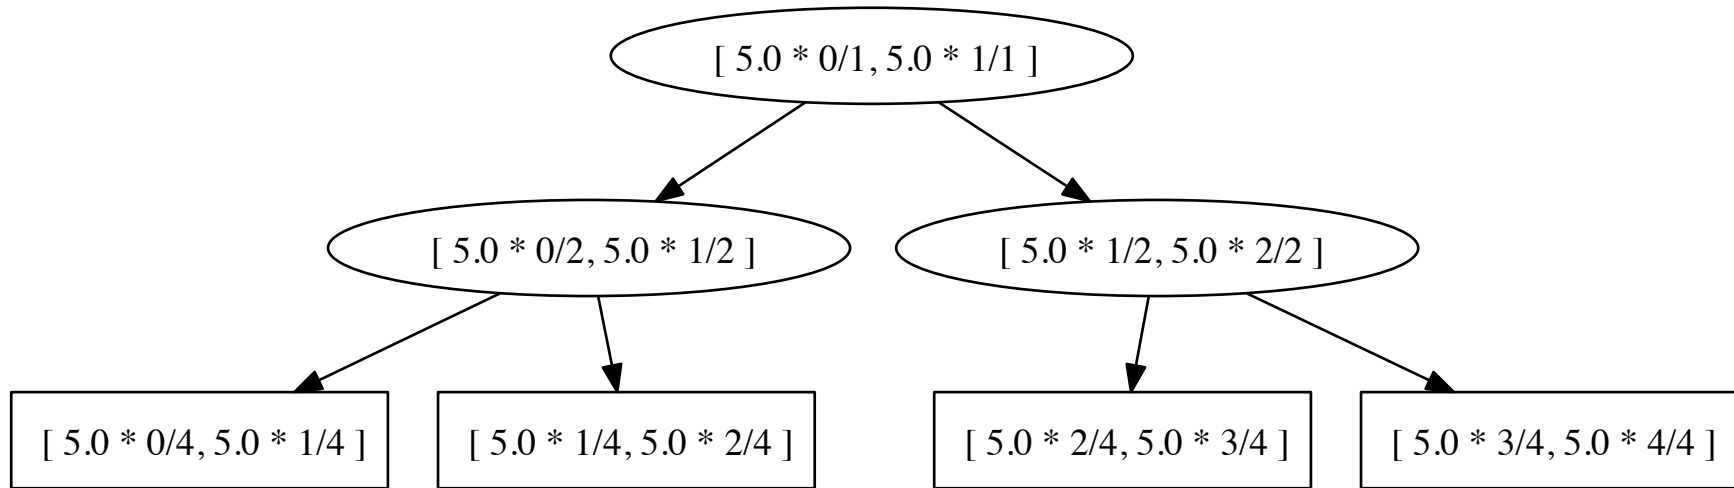 [ 5.0 * 0/1, 5.0 * 1/1 ]
[ 5.0 * 0/2, 5.0 * 1/2 ]
[ 5.0 * 1/2, 5.0 * 2/2 ]
[ 5.0 * 0/4, 5.0 * 1/4 ]
[ 5.0 * 1/4, 5.0 * 2/4 ]
[ 5.0 * 2/4, 5.0 * 3/4 ]
[ 5.0 * 3/4, 5.0 * 4/4 ]